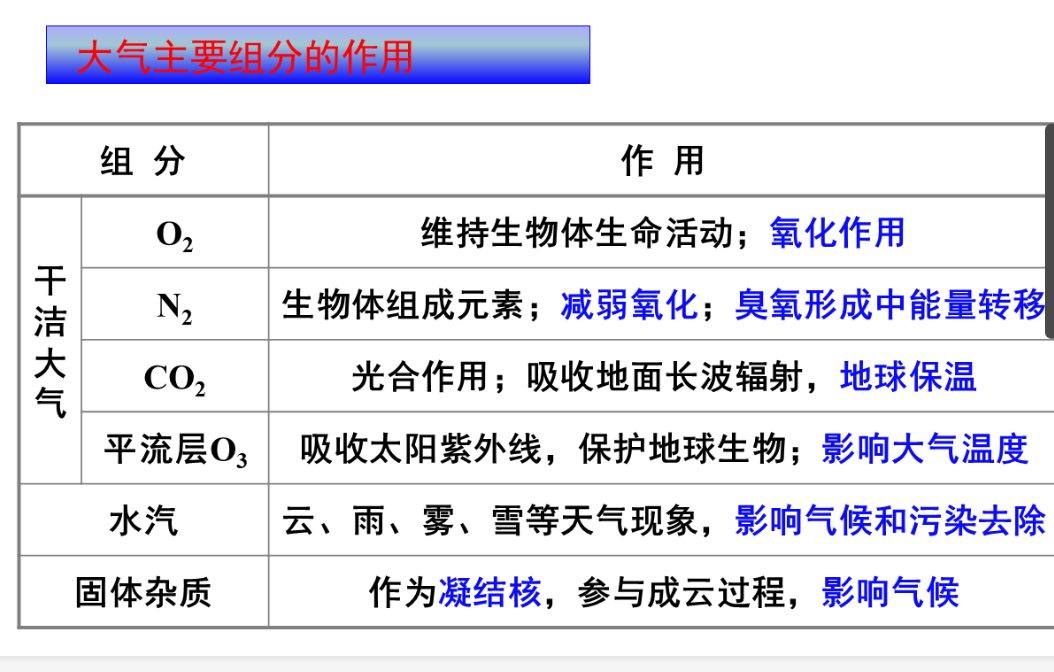 大气主要组分的作用
组 分 作 用
干洁大气
O₂ 维持生物体生命活动；氧化作用
N₂ 生物体组成元素；减弱氧化；臭氧形成中能量转移
CO₂ 光合作用；吸收地面长波辐射，地球保温
平流层O₃ 吸收太阳紫外线，保护地球生物；影响大气温度
水汽 云、雨、雾、雪等天气现象，影响气候和污染去除
固体杂质 作为凝结核，参与成云过程，影响气候